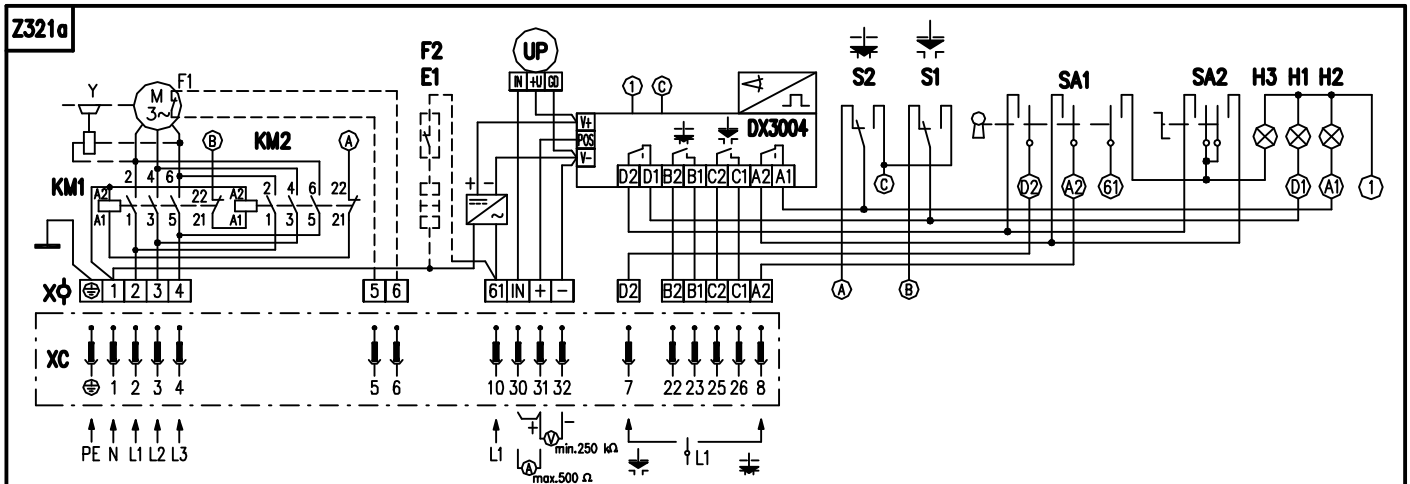 Z321a
F2
E1
UP
IN +U GD
S2 S1 SA1 SA2 H3 H1 H2
Y
M
3~
F1
1 C
V+
POS
V-
DX3004
KM2
B A
D2 D1 B2 B1 C2 C1 A2 A1
C
D2 A2 61 D1 A1 1
KM1
2 4 6
A2
A1
1 3 5
22
21
A2
A1
2 4 6
1 3 5
22
21
+ -
~
A B
X
1 2 3 4 5 6 61 IN + - D2 B2 B1 C2 C1 A2
XC
1 2 3 4 5 6 10 30 31 32 7 22 23 25 26 8
PE N L1 L2 L3 L1
+ -
V min.250 kΩ
A max.500 Ω
L1